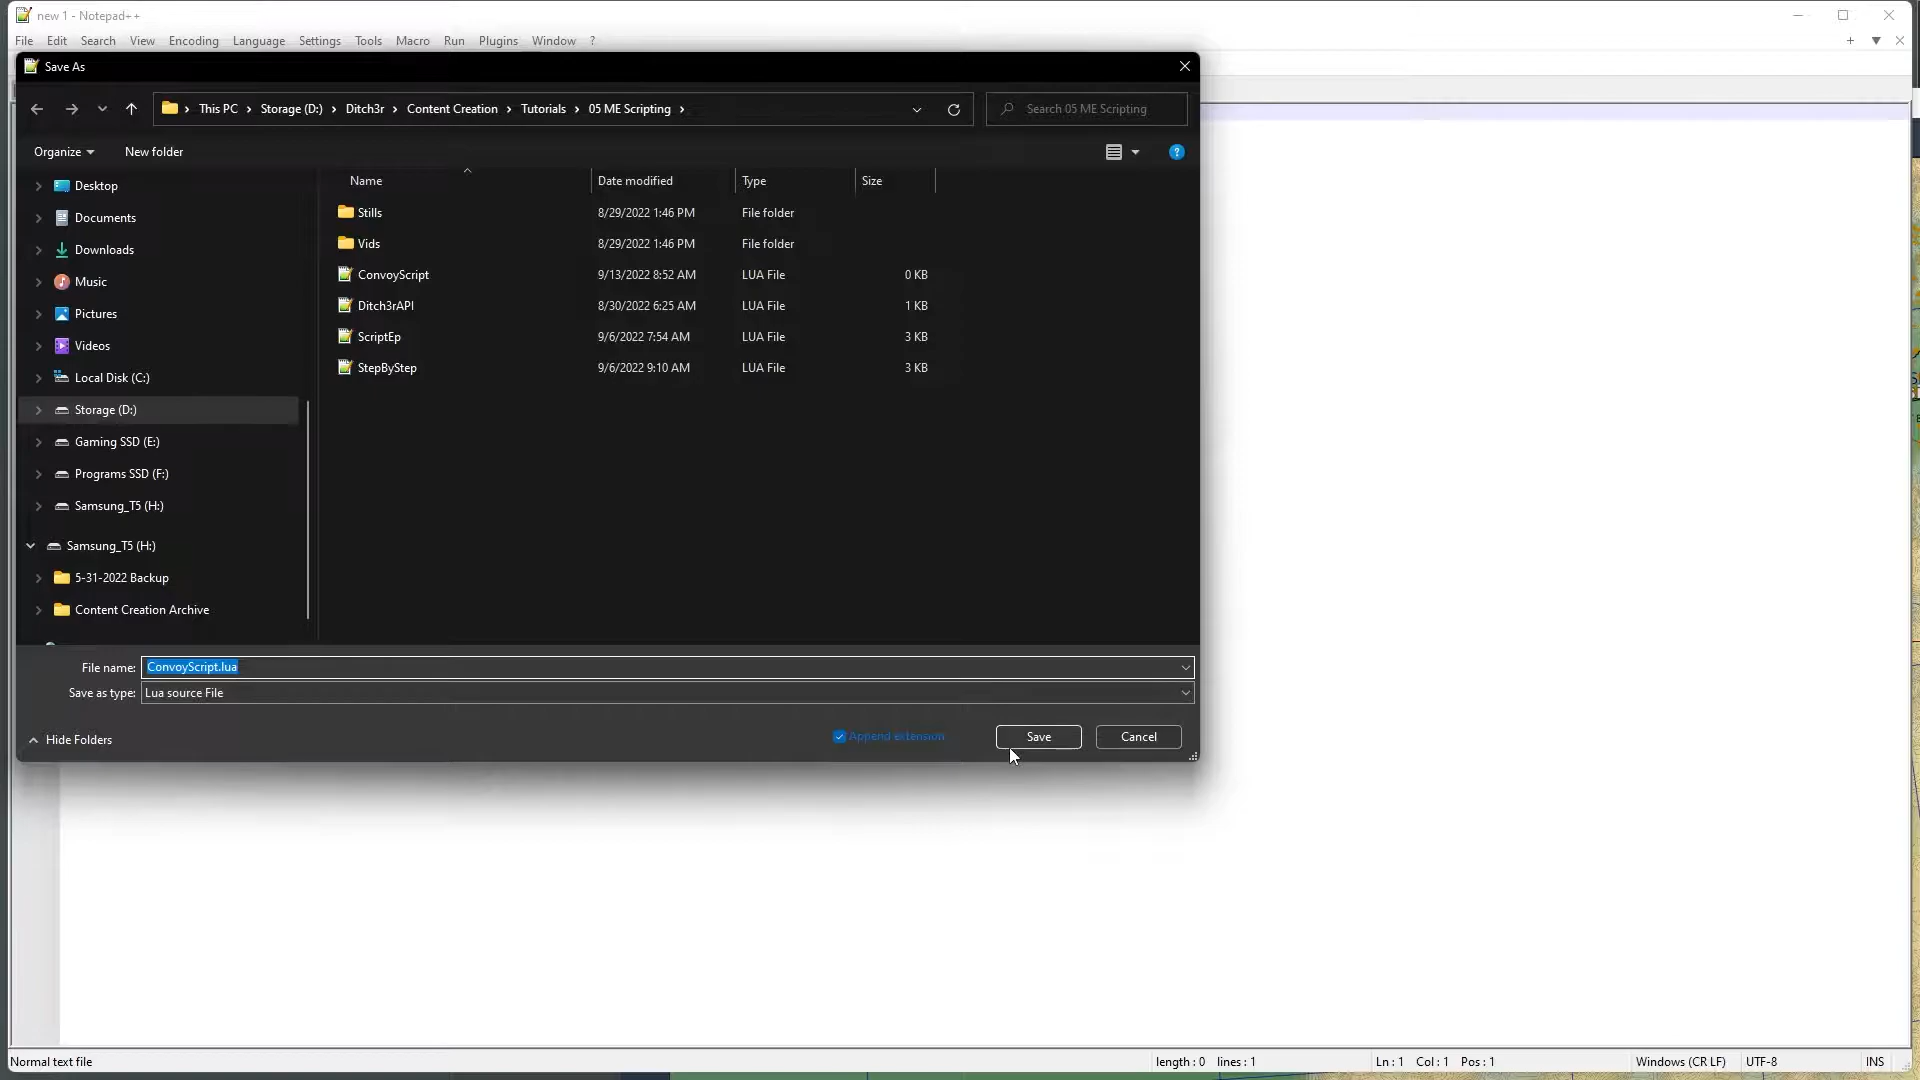 new 1 - Notepad++
File Edit Search View Encoding Language Settings Tools Macro Run Plugins Window ?
Save As
This PC > Storage (D:) > Ditch3r > Content Creation > Tutorials > 05 ME Scripting >
Search 05 ME Scripting
Organize
New folder
Name Date modified Type Size
Desktop
Documents
Downloads
Music
Pictures
Videos
Local Disk (C:)
Storage (D:)
Gaming SSD (E:)
Programs SSD (F:)
Samsung_T5 (H:)
Samsung_T5 (H:)
5-31-2022 Backup
Content Creation Archive
Stills 8/29/2022 1:46 PM File folder
Vids 8/29/2022 1:46 PM File folder
ConvoyScript 9/13/2022 8:52 AM LUA File 0 KB
Ditch3rAPI 8/30/2022 6:25 AM LUA File 1 KB
ScriptEp 9/6/2022 7:54 AM LUA File 3 KB
StepByStep 9/6/2022 9:10 AM LUA File 3 KB
File name: ConvoyScript.lua
Save as type: Lua source File
Hide Folders
Append extension
Save
Cancel
Normal text file
length : 0 lines : 1
Ln : 1 Col : 1 Pos : 1
Windows (CR LF)
UTF-8
INS